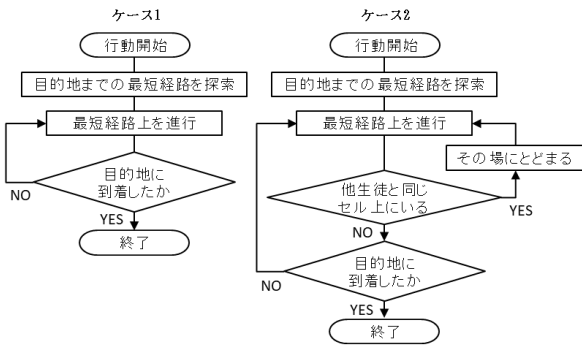 ケース1
行動開始
目的地までの最短経路を探索
最短経路上を進行
目的地に
到着したか
NO
YES
終了
ケース2
行動開始
目的地までの最短経路を探索
最短経路上を進行
その場にとどまる
他生徒と同じ
セル上にいる
YES
NO
目的地に
到着したか
NO
YES
終了